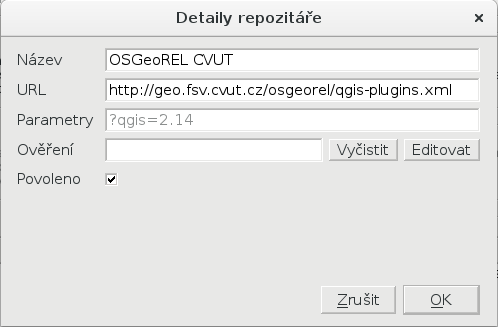 Detaily repozitáře ×
Název OSGeoREL CVUT
URL http://geo.fsv.cvut.cz/osgeorel/qgis-plugins.xml
Parametry ?qgis=2.14
Ověření Vyčistit Editovat
Povoleno
Zrušit OK